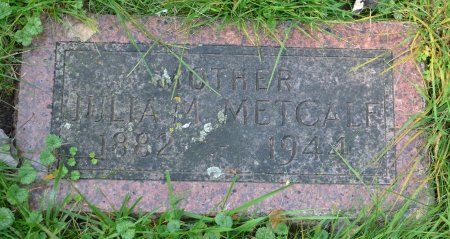 MOTHER
JULIA M. METCALF
1882 - 1944